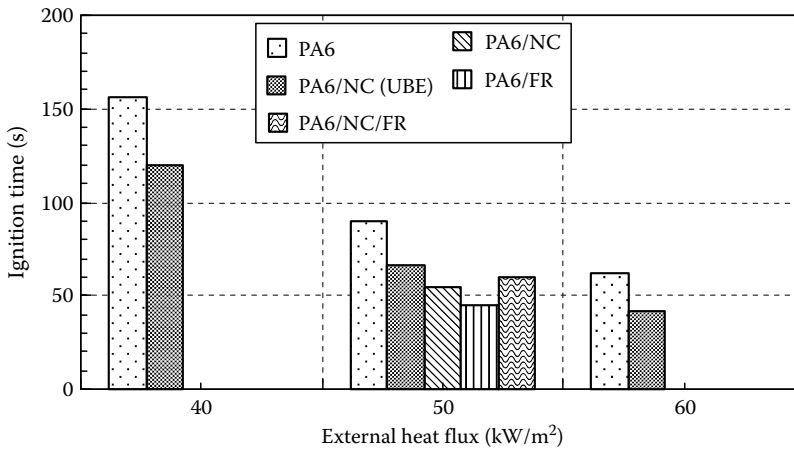 200
150
100
50
0
Ignition time (s)
PA6
PA6/NC (UBE)
PA6/NC/FR
PA6/NC
PA6/FR
40
50
60
External heat flux (kW/m²)